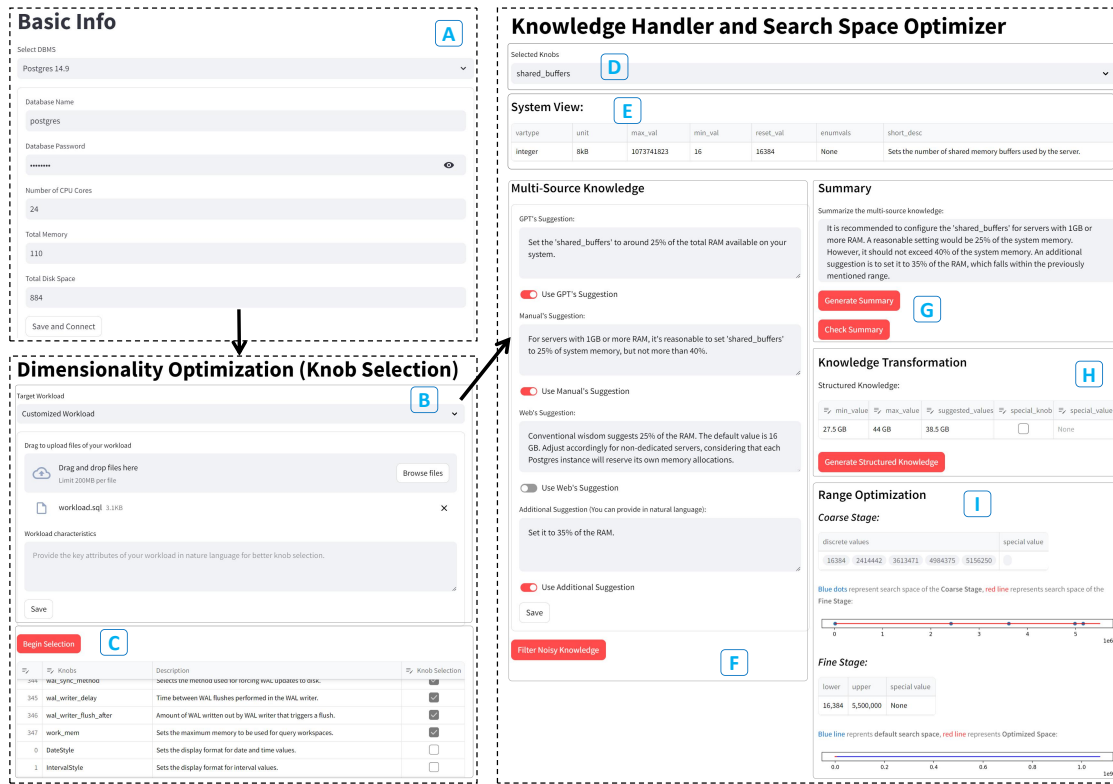 Basic Info
A
Select DBMS
Postgres 14.9
Database Name
postgres
Database Password
••••••••
Number of CPU Cores
24
Total Memory
110
Total Disk Space
884
Save and Connect
Dimensionality Optimization (Knob Selection)
B
Target Workload
Customized Workload
Drag to upload files of your workload
Drag and drop files here
Limit 200MB per file
Browse files
workload.sql 3.1KB
Workload characteristics
Provide the key attributes of your workload in nature language for better knob selection.
Save
Begin Selection
C
Knobs Description Knob Selection
344 wal_sync_method Selects the method used for forcing WAL updates to disk.
345 wal_writer_delay Time between WAL flushes performed in the WAL writer.
346 wal_writer_flush_after Amount of WAL written out by WAL writer that triggers a flush.
347 work_mem Sets the maximum memory to be used for query workspaces.
0 DateStyle Sets the display format for date and time values.
1 IntervalStyle Sets the display format for interval values.
Knowledge Handler and Search Space Optimizer
Selected Knobs
D
shared_buffers
System View:
E
vartype unit max_val min_val reset_val enumvals short_desc
integer 8kB 1073741823 16 16384 None Sets the number of shared memory buffers used by the server.
Multi-Source Knowledge
GPT's Suggestion:
Set the 'shared_buffers' to around 25% of the total RAM available on your
system.
Use GPT's Suggestion
Manual's Suggestion:
For servers with 1GB or more RAM, it's reasonable to set 'shared_buffers'
to 25% of system memory, but not more than 40%.
Use Manual's Suggestion
Web's Suggestion:
Conventional wisdom suggests 25% of the RAM. The default value is 16
GB. Adjust accordingly for non-dedicated servers, considering that each
Postgres instance will reserve its own memory allocations.
Use Web's Suggestion
Additional Suggestion (You can provide in natural language):
Set it to 35% of the RAM.
Use Additional Suggestion
Save
Filter Noisy Knowledge
F
Summary
Summarize the multi-source knowledge:
It is recommended to configure the 'shared_buffers' for servers with 1GB or
more RAM. A reasonable setting would be 25% of the system memory.
However, it should not exceed 40% of the system memory. An additional
suggestion is to set it to 35% of the RAM, which falls within the previously
mentioned range.
Generate Summary
G
Check Summary
Knowledge Transformation
H
Structured Knowledge:
min_value max_value suggested_values special_knob special_value
27.5 GB 44 GB 38.5 GB None
Generate Structured Knowledge
Range Optimization
I
Coarse Stage:
discrete values special value
16384 2414442 3613471 4984375 5156250
Blue dots represent search space of the Coarse Stage, red line represents search space of the
Fine Stage:
0 1 2 3 4 5
1e6
Fine Stage:
lower upper special value
16,384 5,500,000 None
Blue line reprents default search space, red line represents Optimized Space:
0.0 0.2 0.4 0.6 0.8 1.0
1e9